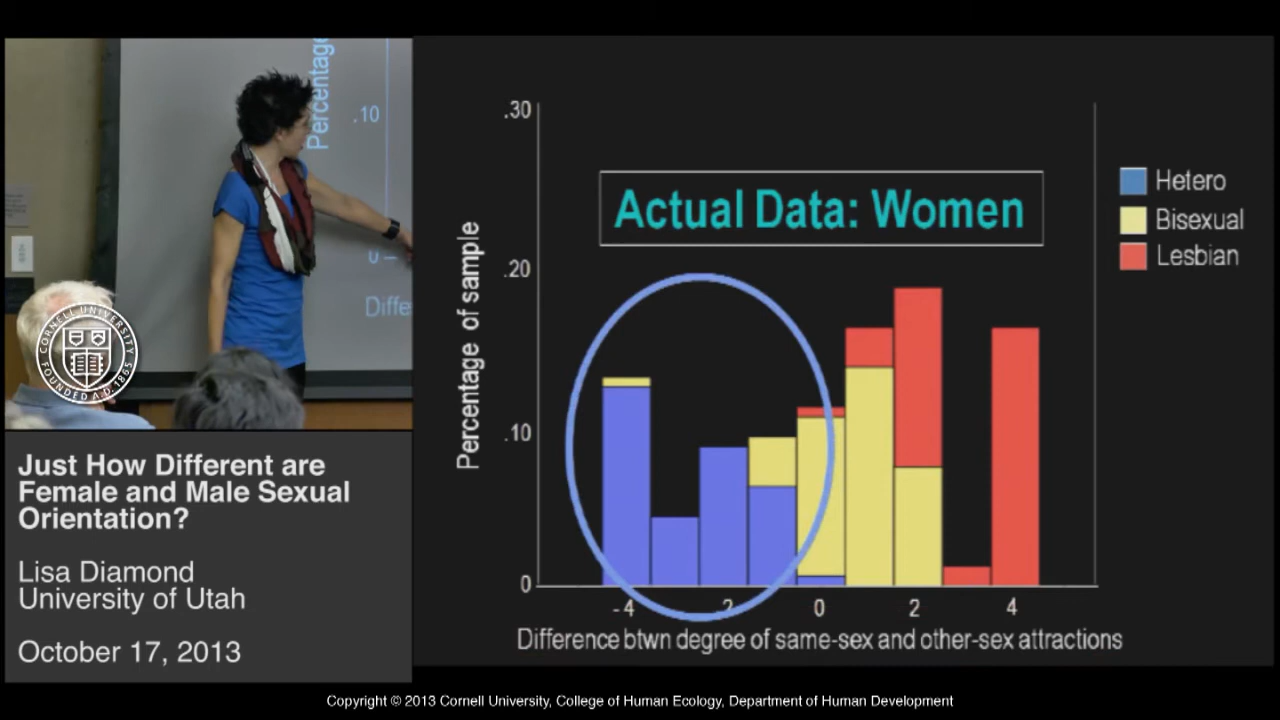 Percentage
.10
0
Diffe
CORNELL UNIVERSITY
FOUNDED A.D. 1865
Just How Different are
Female and Male Sexual
Orientation?
Lisa Diamond
University of Utah
October 17, 2013
.30
.20
.10
0
Percentage of sample
Actual Data: Women
Hetero
Bisexual
Lesbian
-4
-2
0
2
4
Difference btwn degree of same-sex and other-sex attractions
Copyright © 2013 Cornell University, College of Human Ecology, Department of Human Development